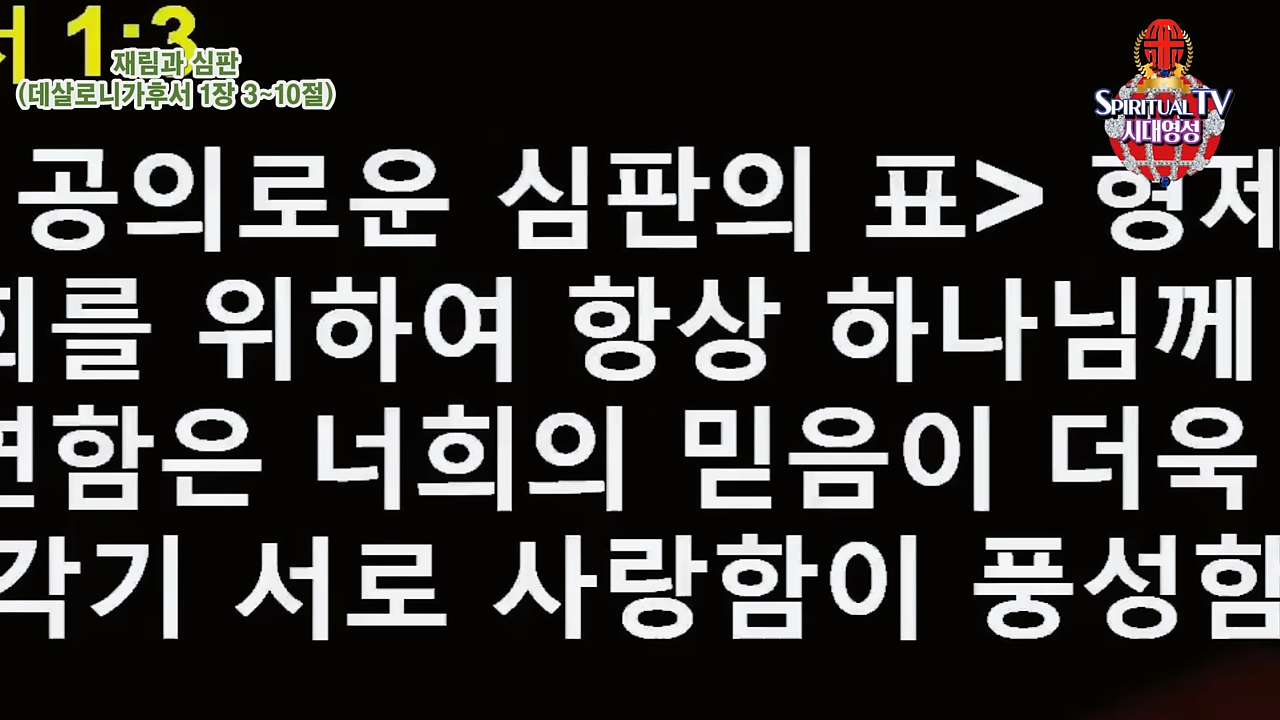 서 1:3
재림과 심판
(데살로니가후서 1장 3~10절)
SPIRITUAL TV
시대영성
공의로운 심판의 표> 형제
회를 위하여 항상 하나님께
연함은 너희의 믿음이 더욱
각기 서로 사랑함이 풍성함